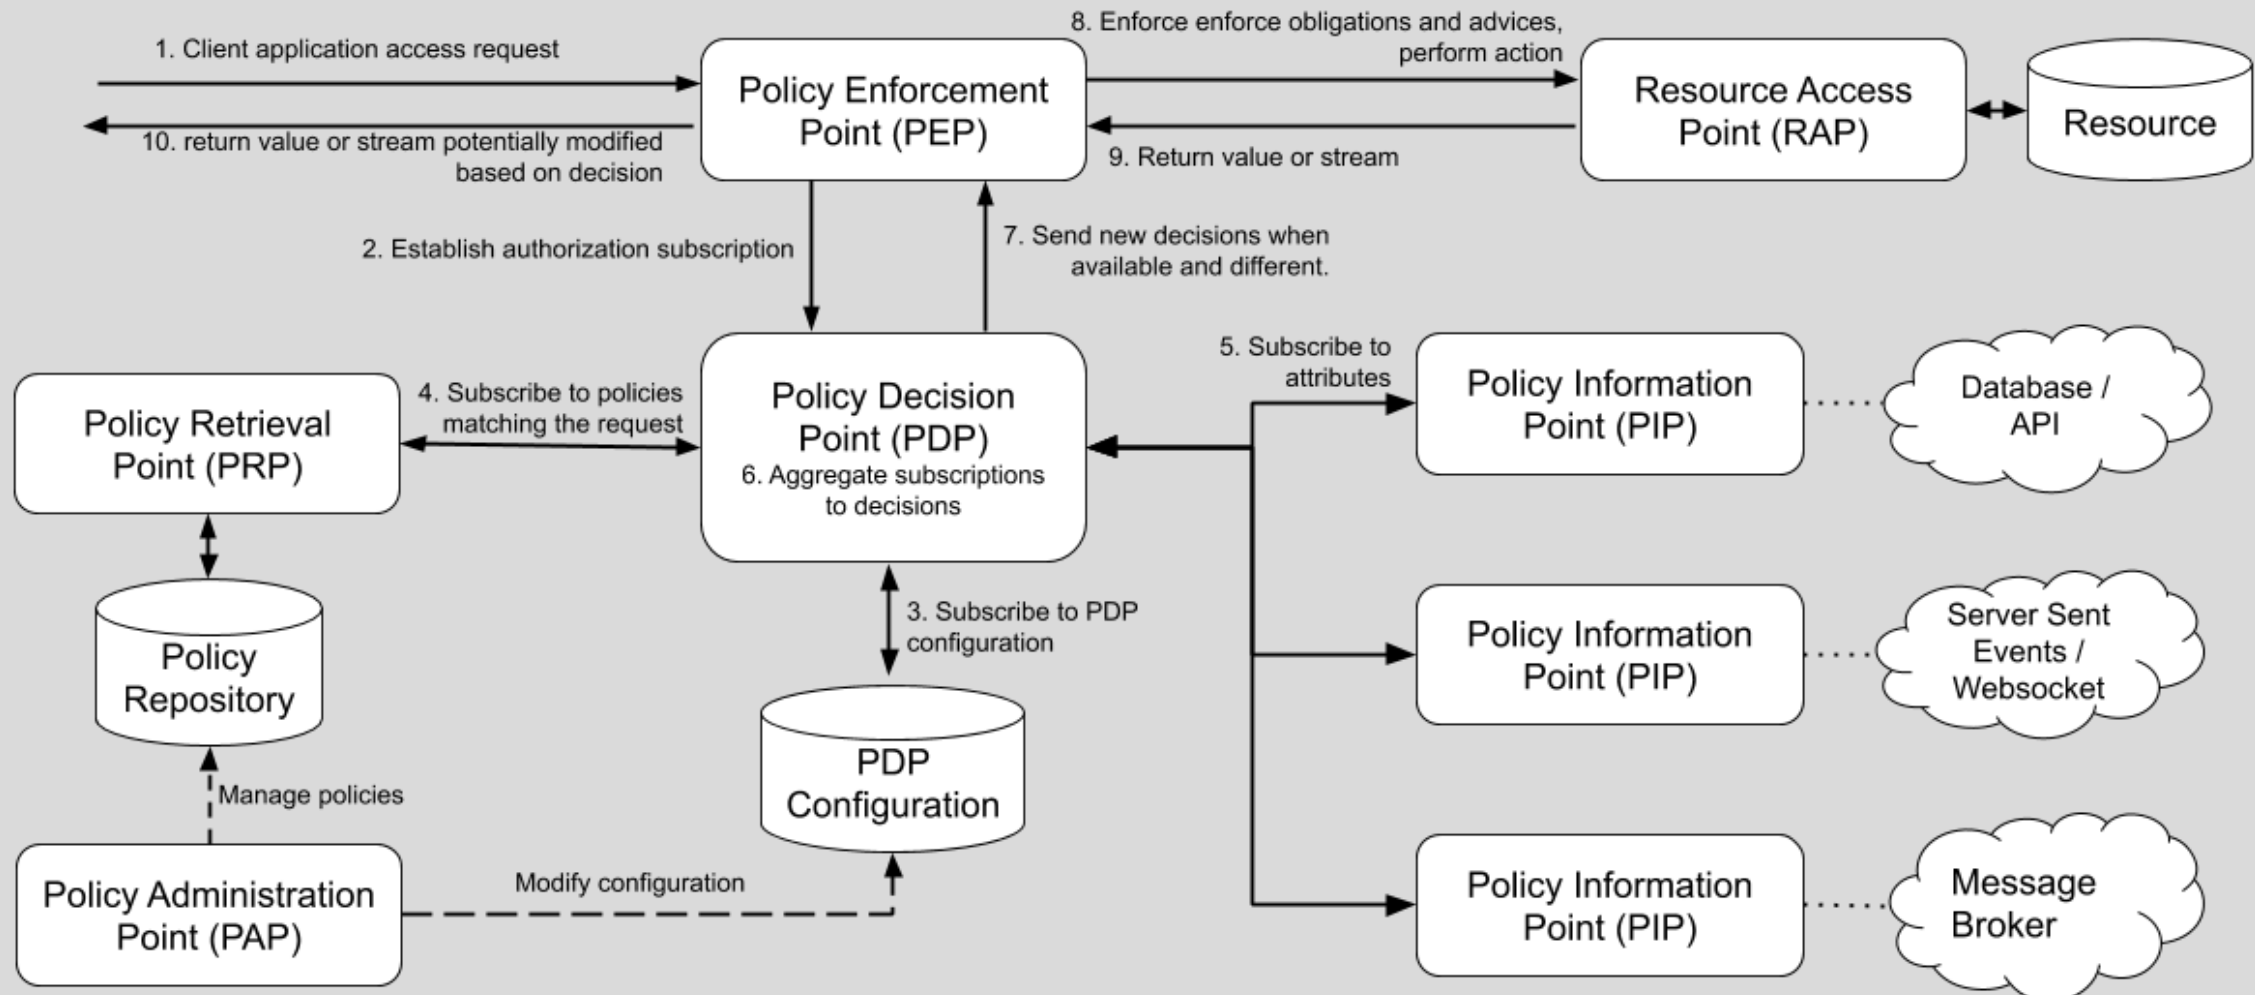 1. Client application access request
10. return value or stream potentially modified
based on decision
Policy Enforcement
Point (PEP)
8. Enforce enforce obligations and advices,
perform action
9. Return value or stream
Resource Access
Point (RAP)
Resource
2. Establish authorization subscription
7. Send new decisions when
available and different.
Policy Retrieval
Point (PRP)
4. Subscribe to policies
matching the request
Policy Decision
Point (PDP)
6. Aggregate subscriptions
to decisions
5. Subscribe to
attributes
Policy Information
Point (PIP)
Database /
API
Policy
Repository
3. Subscribe to PDP
configuration
Policy Information
Point (PIP)
Server Sent
Events /
Websocket
PDP
Configuration
Manage policies
Policy Administration
Point (PAP)
Modify configuration
Policy Information
Point (PIP)
Message
Broker